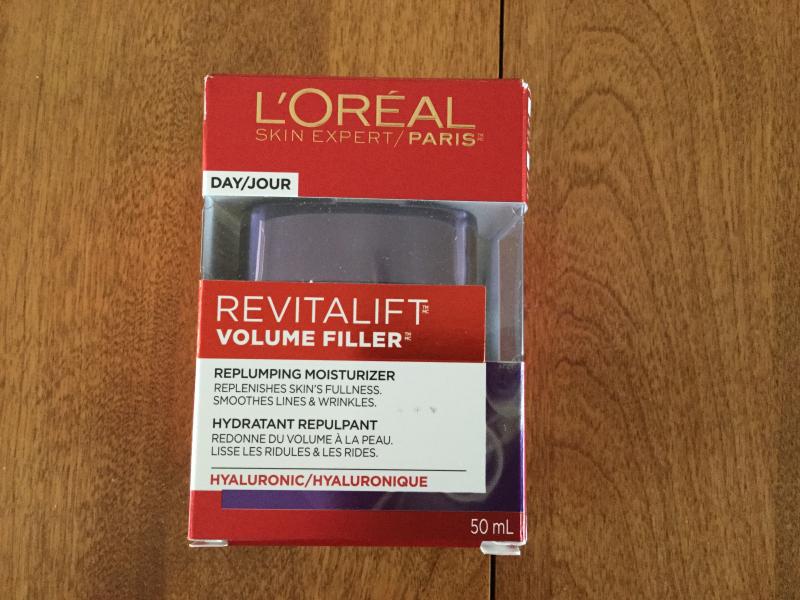 L'ORÉAL
SKIN EXPERT/PARIS
DAY/JOUR
REVITALIFT
VOLUME FILLER
REPLUMPING MOISTURIZER
REPLENISHES SKIN'S FULLNESS.
SMOOTHES LINES & WRINKLES.
HYDRATANT REPULPANT
REDONNE DU VOLUME À LA PEAU.
LISSE LES RIDULES & LES RIDES.
HYALURONIC/HYALURONIQUE
50 mL